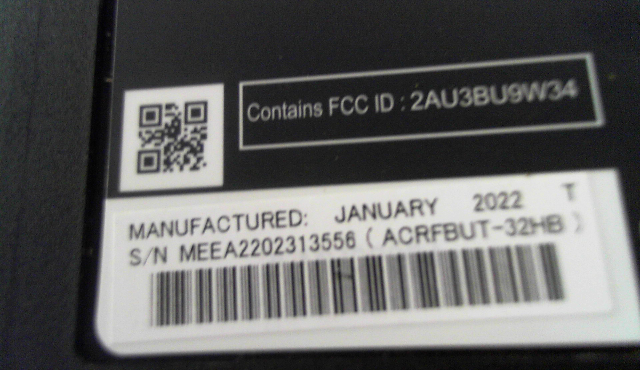 Contains FCC ID : 2AU3BU9W34
MANUFACTURED: JANUARY 2022 T
S/N MEEA2202313556 ( ACRFBUT-32HB )